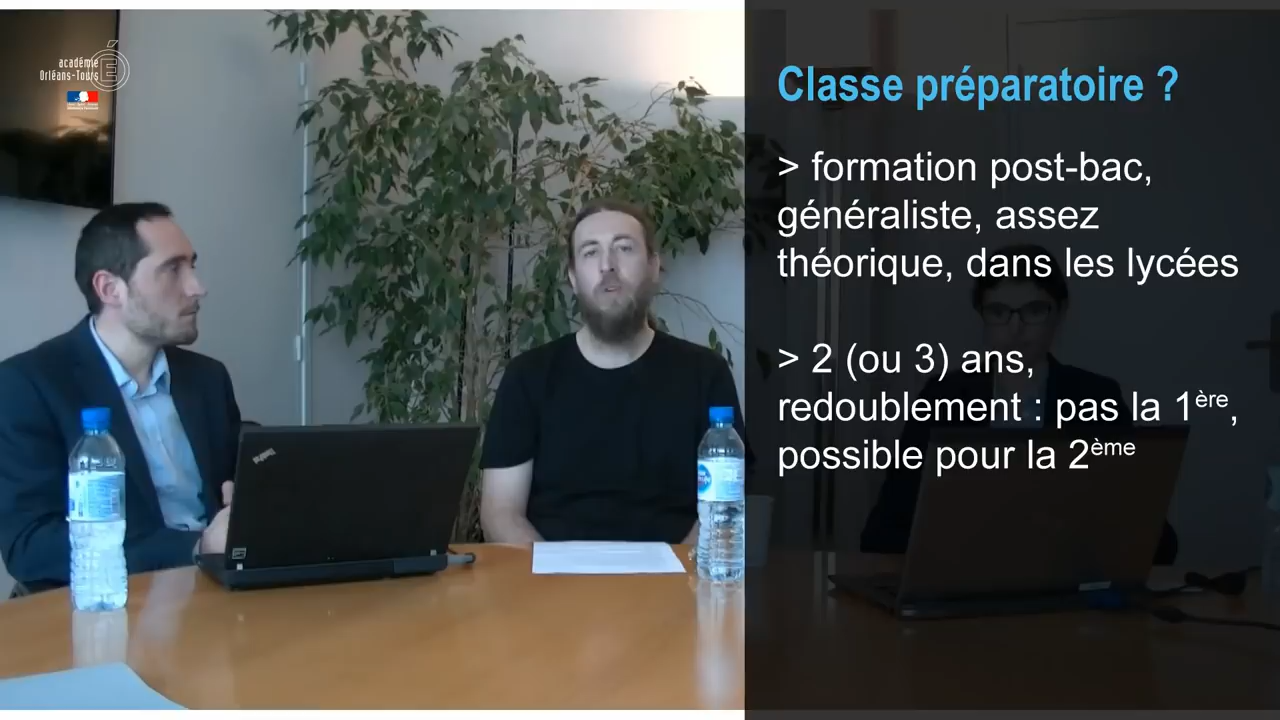 académie
Orléans-Tours
É
Classe préparatoire ?
> formation post-bac,
généraliste, assez
théorique, dans les lycées
> 2 (ou 3) ans,
redoublement : pas la 1ère,
possible pour la 2ème
ThinkPad